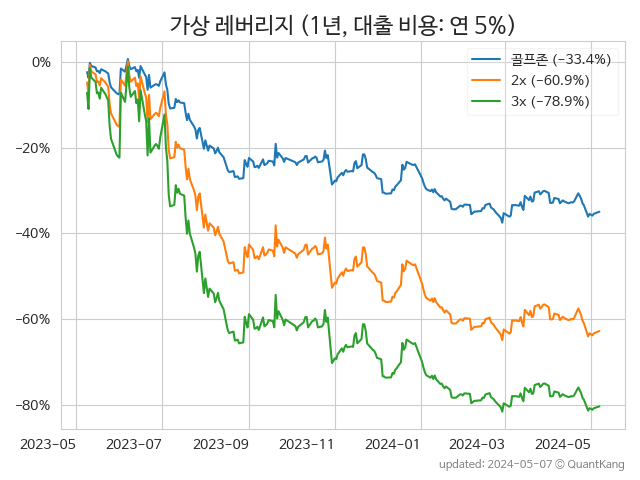 가상 레버리지 (1년, 대출 비용: 연 5%)
골프존 (−33.4%)
2x (−60.9%)
3x (−78.9%)
0%
−20%
−40%
−60%
−80%
2023−05 2023−07 2023−09 2023−11 2024−01 2024−03 2024−05
updated: 2024-05-07 © QuantKang